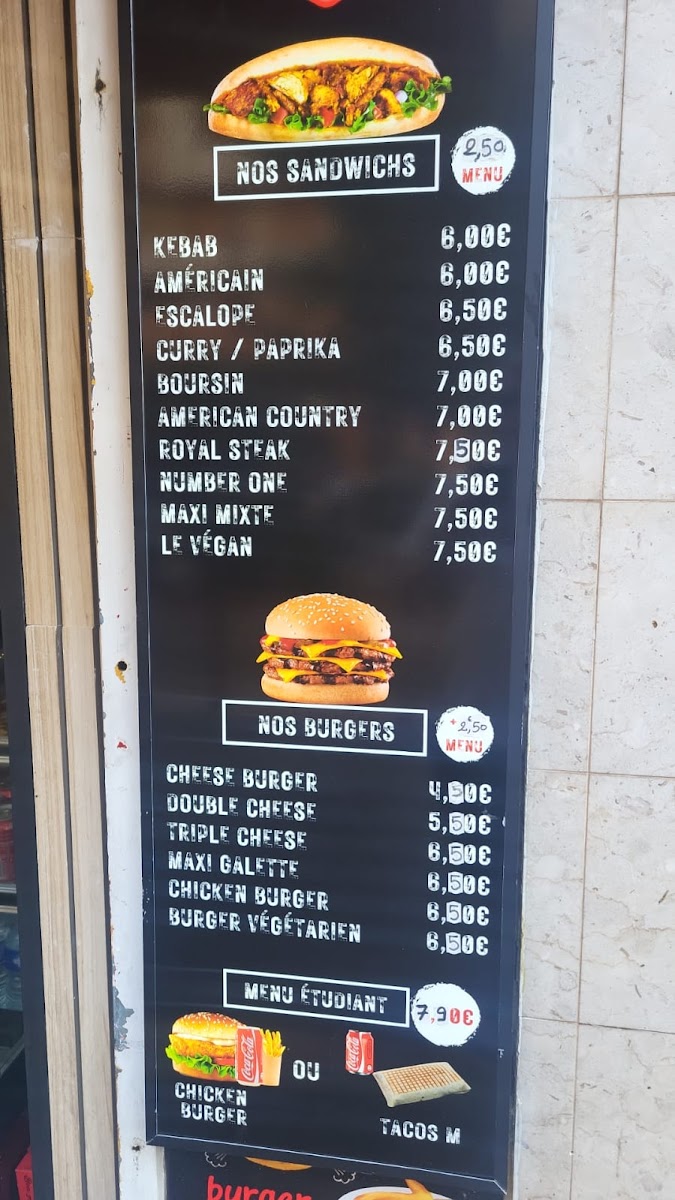 NOS SANDWICHS
2,50
MENU
KEBAB 6,00€
AMÉRICAIN 6,00€
ESCALOPE 6,50€
CURRY / PAPRIKA 6,50€
BOURSIN 7,00€
AMERICAN COUNTRY 7,00€
ROYAL STEAK 7,50€
NUMBER ONE 7,50€
MAXI MIXTE 7,50€
LE VÉGAN 7,50€
NOS BURGERS
+2,50€
MENU
CHEESE BURGER 4,50€
DOUBLE CHEESE 5,50€
TRIPLE CHEESE 6,50€
MAXI GALETTE 6,50€
CHICKEN BURGER 6,50€
BURGER VÉGÉTARIEN 6,50€
MENU ÉTUDIANT 7,90€
Coca-Cola
OU
CHICKEN
BURGER
TACOS M
burger